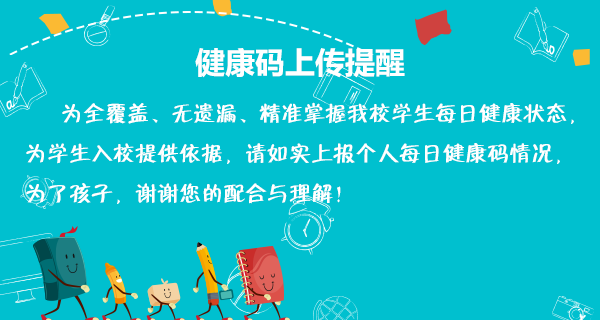 健康码上传提醒
为全覆盖、无遗漏、精准掌握我校学生每日健康状态，
为学生入校提供依据，请如实上报个人每日健康码情况，
为了孩子，谢谢您的配合与理解！